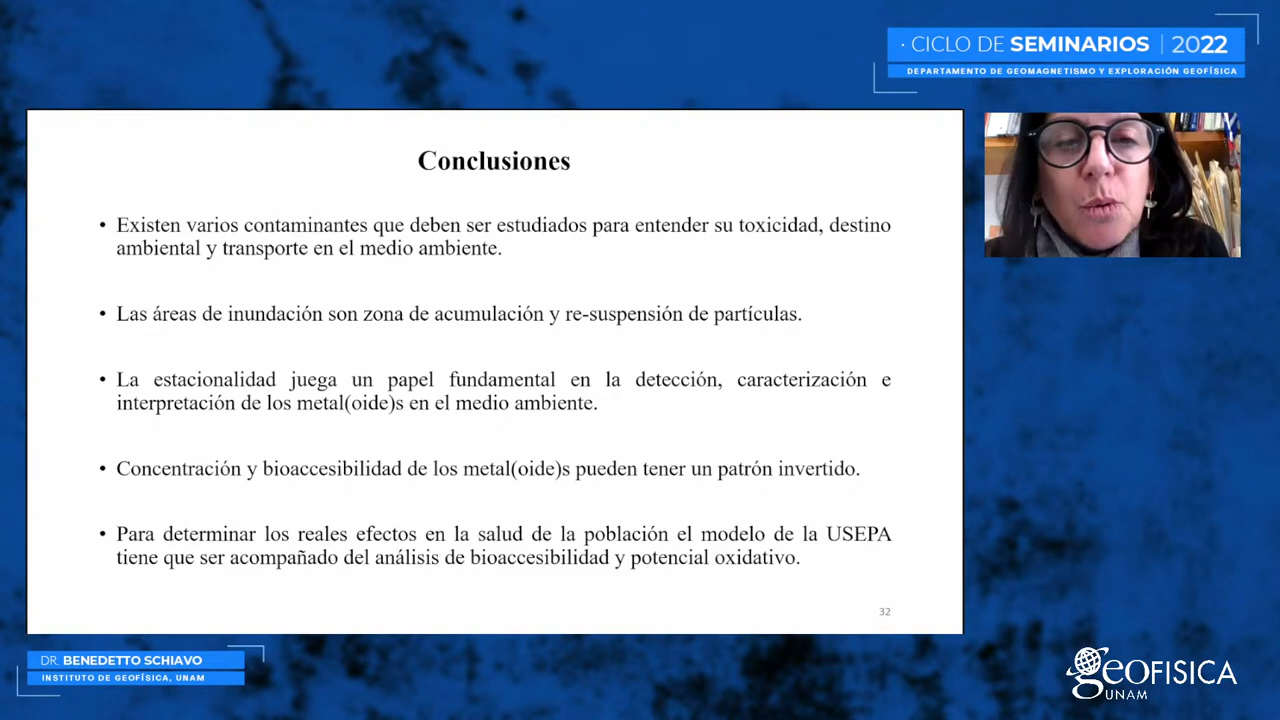 · CICLO DE SEMINARIOS | 2022
DEPARTAMENTO DE GEOMAGNETISMO Y EXPLORACIÓN GEOFÍSICA
Conclusiones
• Existen varios contaminantes que deben ser estudiados para entender su toxicidad, destino
ambiental y transporte en el medio ambiente.
• Las áreas de inundación son zona de acumulación y re-suspensión de partículas.
• La estacionalidad juega un papel fundamental en la detección, caracterización e
interpretación de los metal(oide)s en el medio ambiente.
• Concentración y bioaccesibilidad de los metal(oide)s pueden tener un patrón invertido.
• Para determinar los reales efectos en la salud de la población el modelo de la USEPA
tiene que ser acompañado del análisis de bioaccesibilidad y potencial oxidativo.
32
DR. BENEDETTO SCHIAVO
INSTITUTO DE GEOFÍSICA, UNAM
GEOFISICA
UNAM